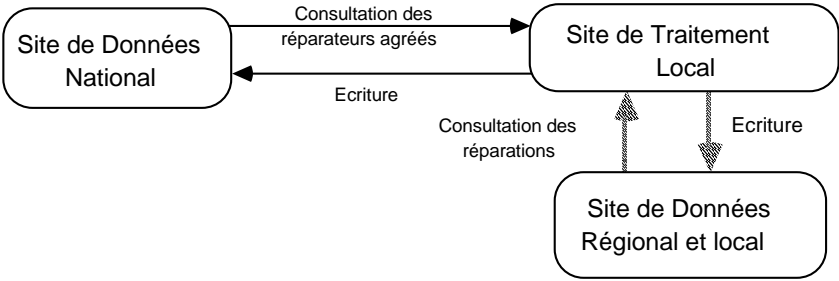 Consultation des
réparateurs agréés
Site de Données
National
Site de Traitement
Local
Ecriture
Consultation des
réparations
Ecriture
Site de Données
Régional et local